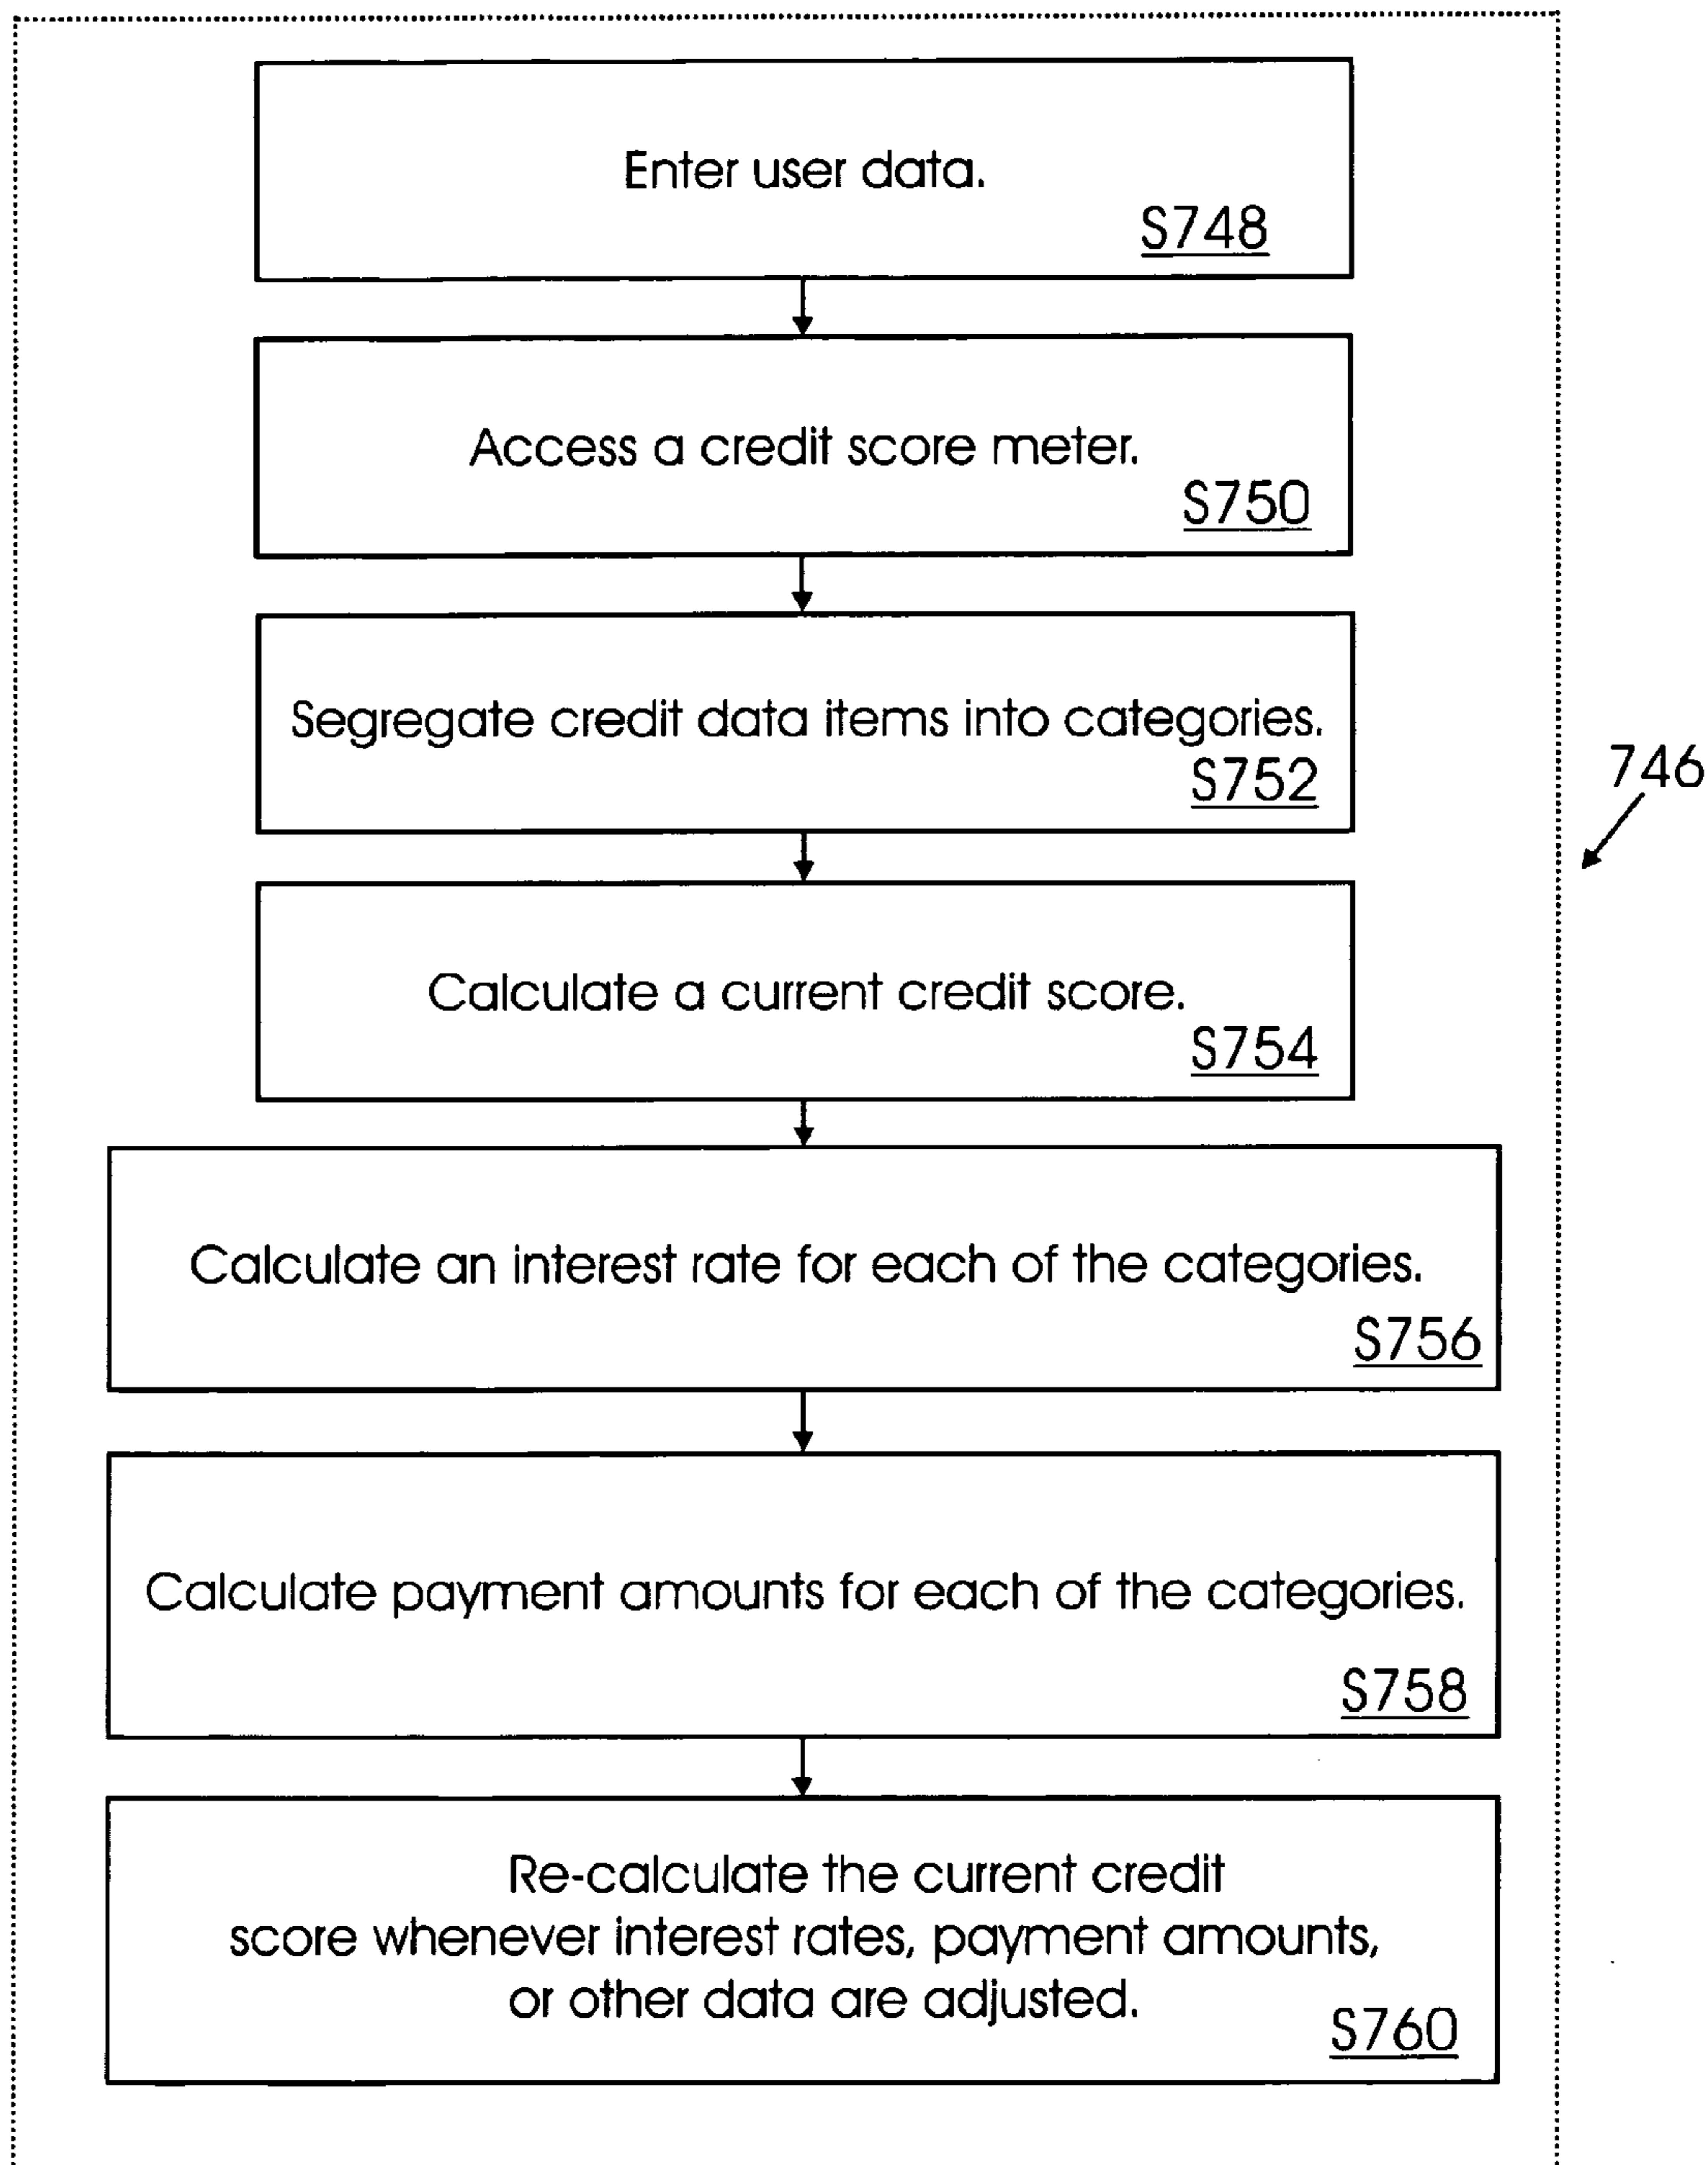 Enter user data.
S748
Access a credit score meter.
S750
Segregate credit data items into categories.
S752
746
Calculate a current credit score.
S754
Calculate an interest rate for each of the categories.
S756
Calculate payment amounts for each of the categories.
S758
Re-calculate the current credit
score whenever interest rates, payment amounts,
or other data are adjusted.
S760